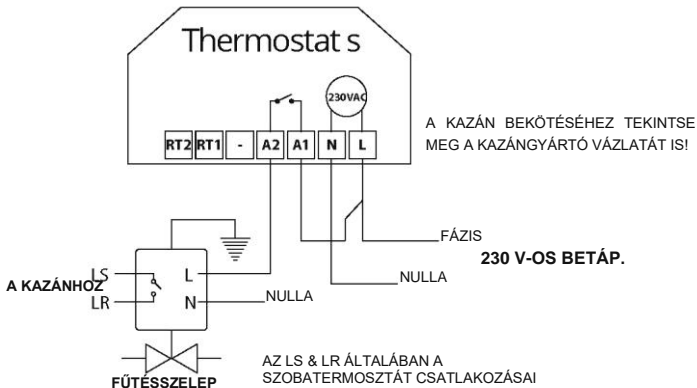 Thermostat s
230VAC
RT2 RT1 - A2 A1 N L
A KAZÁN BEKÖTÉSÉHEZ TEKINTSE
MEG A KAZÁNGYÁRTÓ VÁZLATÁT IS!
FÁZIS
230 V-OS BETÁP.
NULLA
LS L
A KAZÁNHOZ
LR N NULLA
FŰTÉSSZELEP
AZ LS & LR ÁLTALÁBAN A
SZOBATERMOSZTÁT CSATLAKOZÁSAI